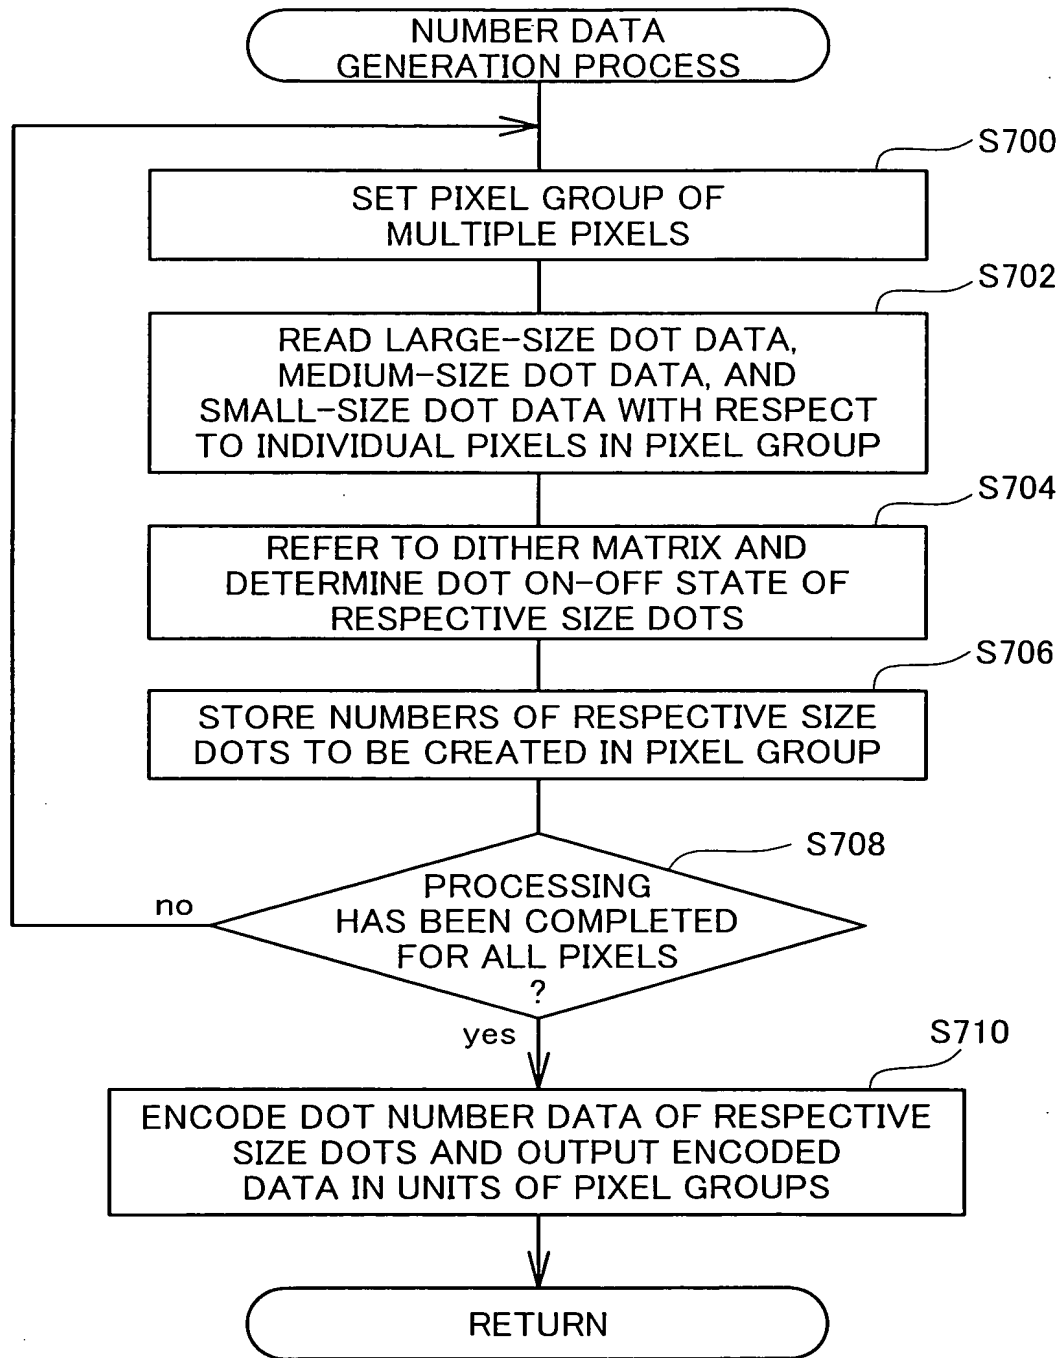 NUMBER DATA
GENERATION PROCESS
S700
SET PIXEL GROUP OF
MULTIPLE PIXELS
S702
READ LARGE-SIZE DOT DATA,
MEDIUM-SIZE DOT DATA, AND
SMALL-SIZE DOT DATA WITH RESPECT
TO INDIVIDUAL PIXELS IN PIXEL GROUP
S704
REFER TO DITHER MATRIX AND
DETERMINE DOT ON-OFF STATE OF
RESPECTIVE SIZE DOTS
S706
STORE NUMBERS OF RESPECTIVE SIZE
DOTS TO BE CREATED IN PIXEL GROUP
S708
no
PROCESSING
HAS BEEN COMPLETED
FOR ALL PIXELS
?
yes
S710
ENCODE DOT NUMBER DATA OF RESPECTIVE
SIZE DOTS AND OUTPUT ENCODED
DATA IN UNITS OF PIXEL GROUPS
RETURN